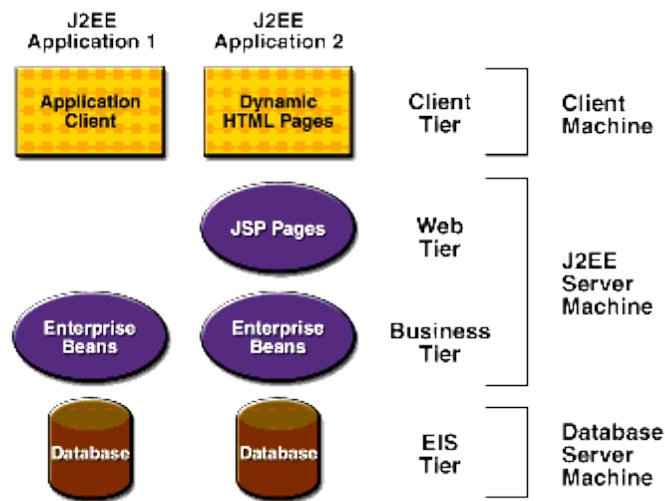 J2EE
Application 1
J2EE
Application 2
Application
Client
Dynamic
HTML Pages
Client
Tier
Client
Machine
JSP Pages
Web
Tier
J2EE
Server
Machine
Enterprise
Beans
Enterprise
Beans
Business
Tier
Database
Database
EIS
Tier
Database
Server
Machine